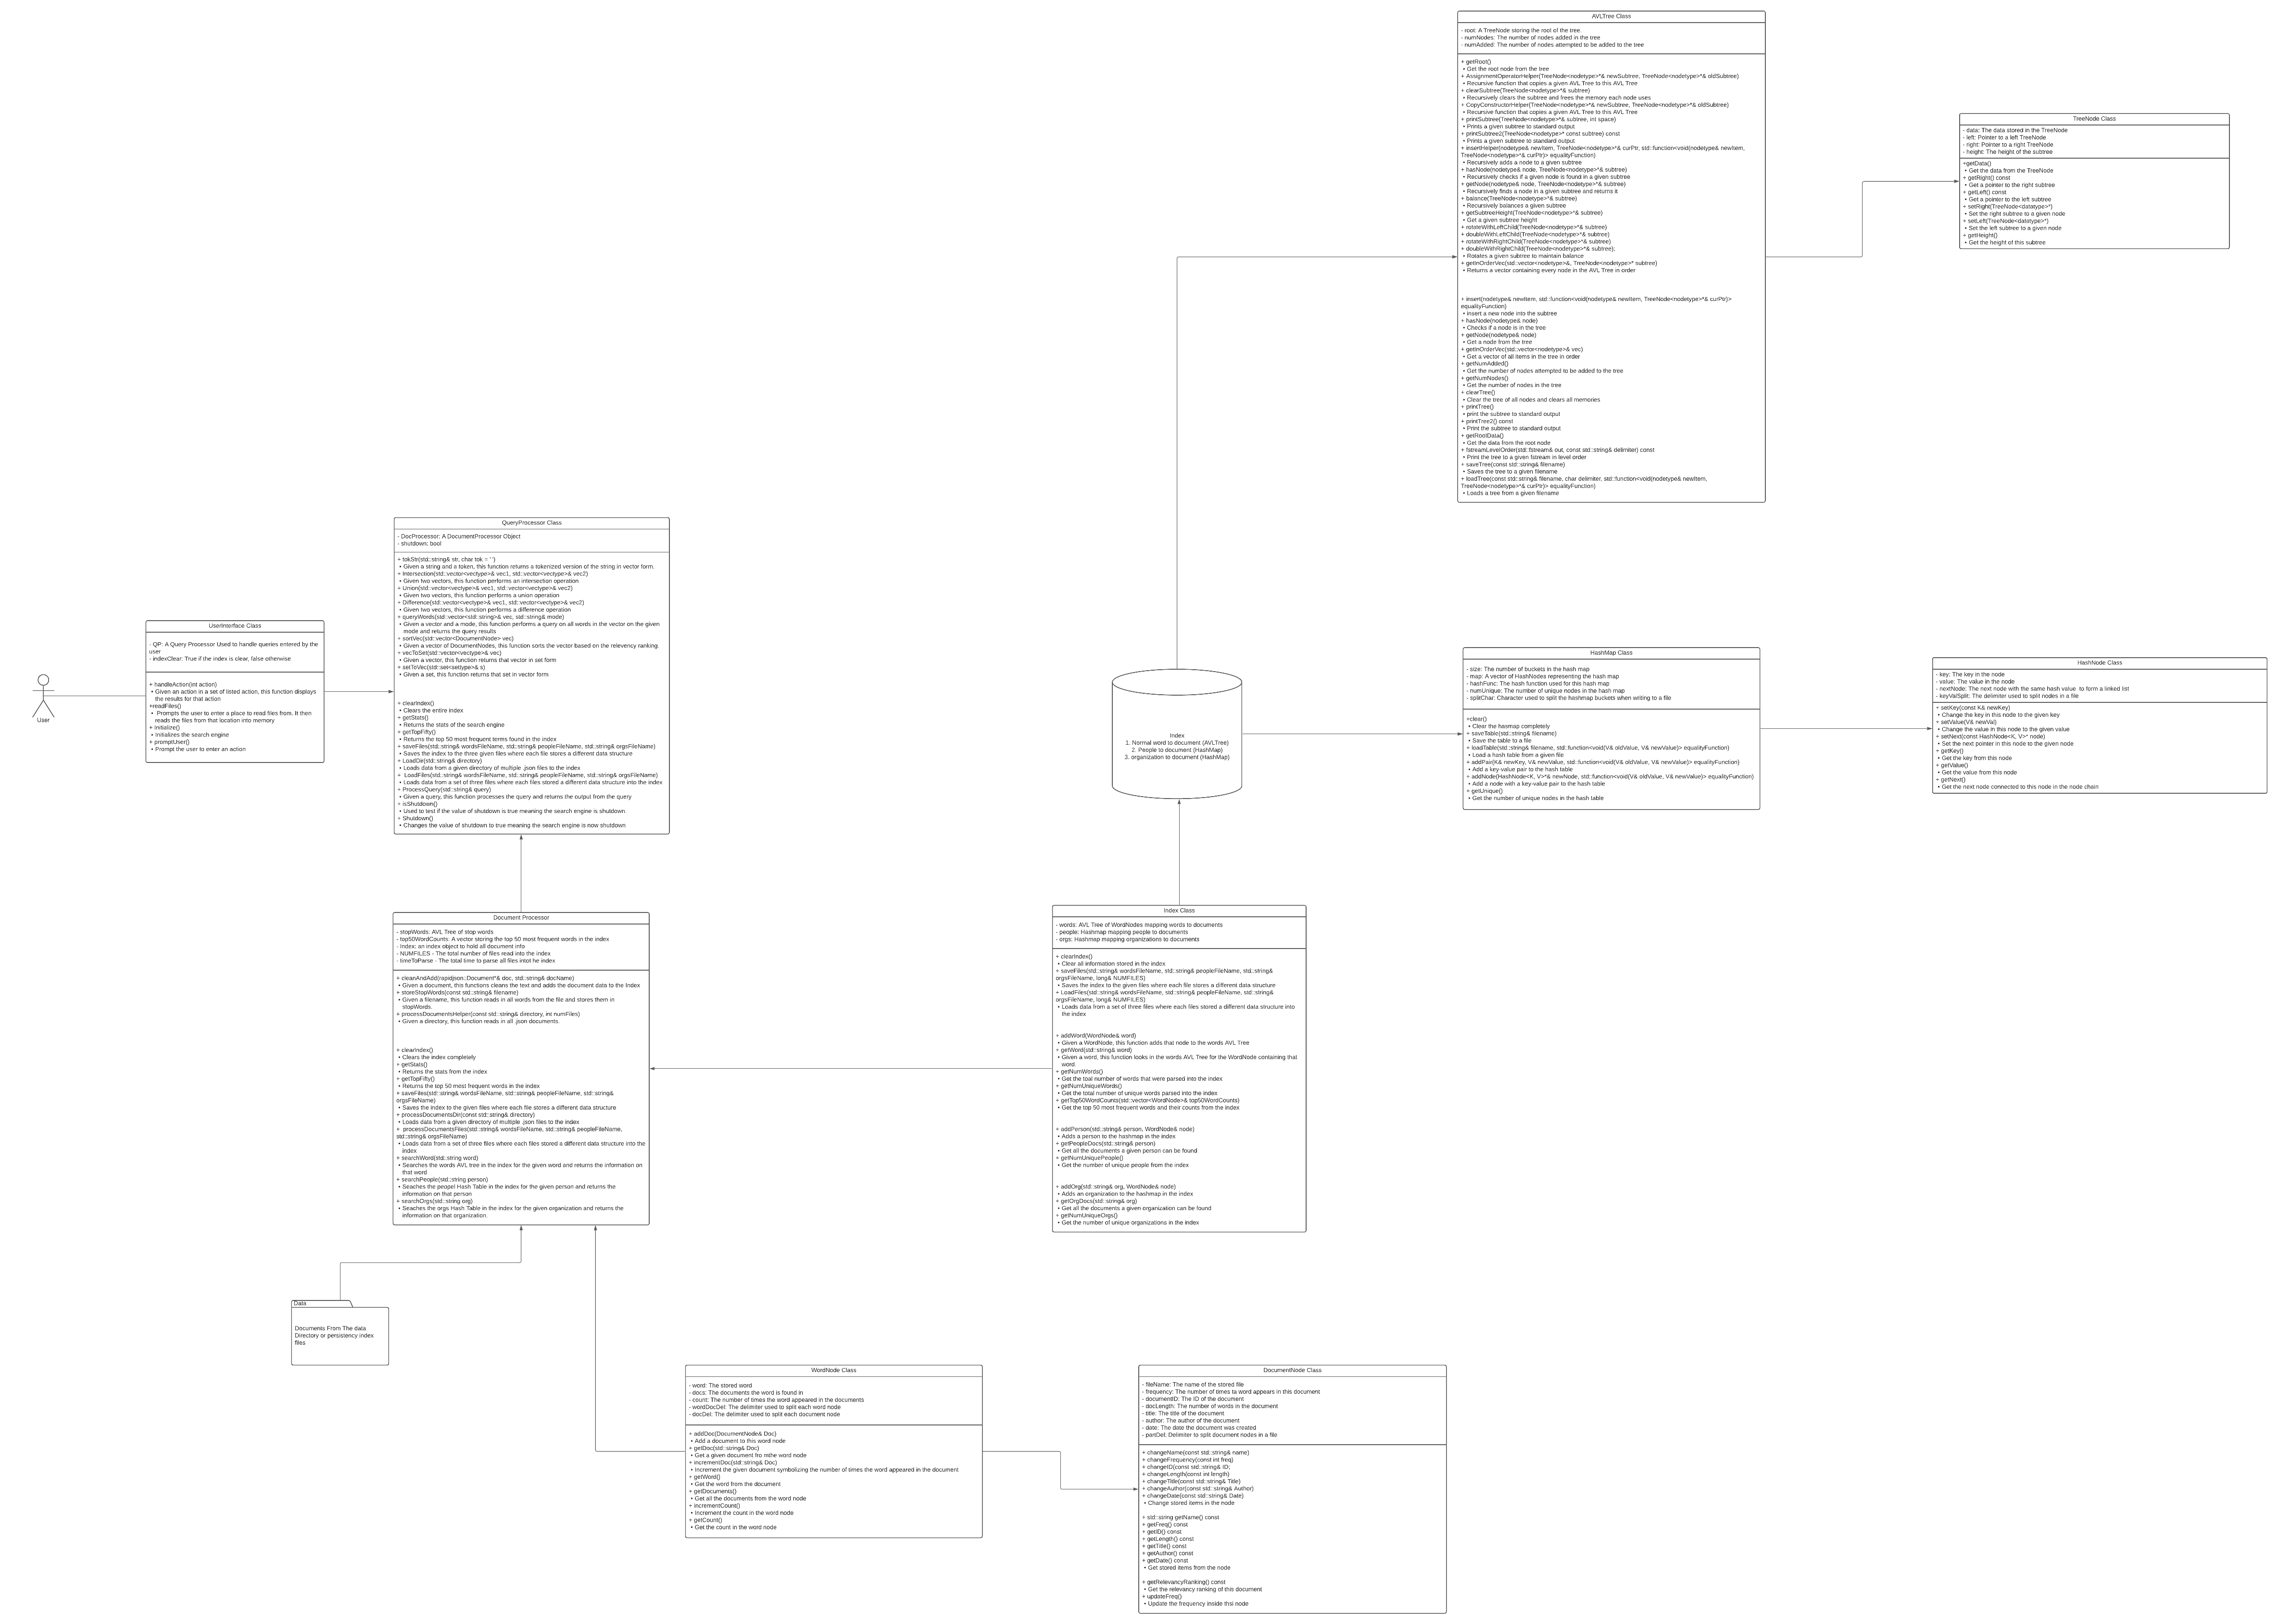 AVLTree Class
- root: A TreeNode storing the root of the tree.
- numNodes: The number of nodes added in the tree
- numAdded: The number of nodes attempted to be added to the tree
+ getRoot()
• Get the root node from the tree
+ AssignmentOperatorHelper(TreeNode<nodetype>*& newSubtree, TreeNode<nodetype>*& oldSubtree)
• Recursive function that copies a given AVL Tree to this AVL Tree
+ clearSubtree(TreeNode<nodetype>*& subtree)
• Recursively clears the subtree and frees the memory each node uses
+ CopyConstructorHelper(TreeNode<nodetype>*& newSubtree, TreeNode<nodetype>*& oldSubtree)
• Recursive function that copies a given AVL Tree to this AVL Tree
+ printSubtree(TreeNode<nodetype>*& subtree, int space)
• Prints a given subtree to standard output
+ printSubtree2(TreeNode<nodetype>* const subtree) const
• Prints a given subtree to standard output
+ insertHelper(nodetype& newItem, TreeNode<nodetype>*& curPtr, std::function<void(nodetype& newItem,
TreeNode<nodetype>*& curPtr)> equalityFunction)
• Recursively adds a node to a given subtree
+ hasNode(nodetype& node, TreeNode<nodetype>*& subtree)
• Recursively checks if a given node is found in a given subtree
+ getNode(nodetype& node, TreeNode<nodetype>*& subtree)
• Recursively finds a node in a given subtree and returns it
+ balance(TreeNode<nodetype>*& subtree)
• Recursively balances a given subtree
+ getSubtreeHeight(TreeNode<nodetype>*& subtree)
• Get a given subtree height
+ rotateWithLeftChild(TreeNode<nodetype>*& subtree)
+ doubleWithLeftChild(TreeNode<nodetype>*& subtree)
+ rotateWithRightChild(TreeNode<nodetype>*& subtree)
+ doubleWithRightChild(TreeNode<nodetype>*& subtree);
• Rotates a given subtree to maintain balance
+ getInOrderVec(std::vector<nodetype>&, TreeNode<nodetype>* subtree)
• Returns a vector containing every node in the AVL Tree in order
+ insert(nodetype& newItem, std::function<void(nodetype& newItem, TreeNode<nodetype>*& curPtr)>
equalityFunction)
• insert a new node into the subtree
+ hasNode(nodetype& node)
• Checks if a node is in the tree
+ getNode(nodetype& node)
• Get a node from the tree
+ getInOrderVec(std::vector<nodetype>& vec)
• Get a vector of all items in the tree in order
+ getNumAdded()
• Get the number of nodes attempted to be added to the tree
+ getNumNodes()
• Get the number of nodes in the tree
+ clearTree()
• Clear the tree of all nodes and clears all memories
+ printTree()
• print the subtree to standard output
+ printTree2() const
• Print the subtree to standard output
+ getRootData()
• Get the data from the root node
+ fstreamLevelOrder(std::fstream& out, const std::string& delimiter) const
• Print the tree to a given fstream in level order
+ saveTree(const std::string& filename)
• Saves the tree to a given filename
+ loadTree(const std::string& filename, char delimiter, std::function<void(nodetype& newItem,
TreeNode<nodetype>*& curPtr)> equalityFunction)
• Loads a tree from a given filename
TreeNode Class
- data: The data stored in the TreeNode
- left: Pointer to a left TreeNode
- right: Pointer to a right TreeNode
- height: The height of the subtree
+getData()
• Get the data from the TreeNode
+ getRight() const
• Get a pointer to the right subtree
+ getLeft() const
• Get a pointer to the left subtree
+ setRight(TreeNode<datatype>*)
• Set the right subtree to a given node
+ setLeft(TreeNode<datatype>*)
• Set the left subtree to a given node
+ getHeight()
• Get the height of this subtree
QueryProcessor Class
- DocProcessor: A DocumentProcessor Object
- shutdown: bool
+ tokStr(std::string& str, char tok = ' ')
• Given a string and a token, this function returns a tokenized version of the string in vector form.
+ Intersection(std::vector<vectype>& vec1, std::vector<vectype>& vec2)
• Given two vectors, this function performs an intersection operation
+ Union(std::vector<vectype>& vec1, std::vector<vectype>& vec2)
• Given two vectors, this function performs a union operation
+ Difference(std::vector<vectype>& vec1, std::vector<vectype>& vec2)
• Given two vectors, this function performs a difference operation
+ queryWords(std::vector<std::string>& vec, std::string& mode)
• Given a vector and a mode, this function performs a query on all words in the vector on the given
mode and returns the query results
+ sortVec(std::vector<DocumentNode> vec)
• Given a vector of DocumentNodes, this function sorts the vector based on the relevency ranking.
+ vecToSet(std::vector<vectype>& vec)
• Given a vector, this function returns that vector in set form
+ setToVec(std::set<settype>& s)
• Given a set, this function returns that set in vector form
+ clearIndex()
• Clears the entire index
+ getStats()
• Returns the stats of the search engine
+ getTopFifty()
• Returns the top 50 most frequent terms found in the index
+ saveFiles(std::string& wordsFileName, std::string& peopleFileName, std::string& orgsFileName)
• Saves the index to the three given files where each file stores a different data structure
+ LoadDir(std::string& directory)
• Loads data from a given directory of multiple .json files to the index
+ LoadFiles(std::string& wordsFileName, std::string& peopleFileName, std::string& orgsFileName)
• Loads data from a set of three files where each files stored a different data structure into the index
+ ProcessQuery(std::string& query)
• Given a query, this function processes the query and returns the output from the query
+ isShutdown()
• Used to test if the value of shutdown is true meaning the search engine is shutdown
+ Shutdown()
• Changes the value of shutdown to true meaning the search engine is now shutdown
UserInterface Class
- QP: A Query Processor Used to handle queries entered by the
user
- indexClear: True if the index is clear, false otherwise
+ handleAction(int action)
• Given an action in a set of listed action, this function displays
the results for that action
+readFiles()
• Prompts the user to enter a place to read files from. It then
reads the files from that location into memory
+ initialize()
• Initializes the search engine
+ promptUser()
• Prompt the user to enter an action
User
Index
1. Normal word to document (AVLTree)
2. People to document (HashMap)
3. organization to document (HashMap)
HashMap Class
- size: The number of buckets in the hash map
- map: A vector of HashNodes representing the hash map
- hashFunc: The hash function used for this hash map
- numUnique: The number of unique nodes in the hash map
- splitChar: Character used to split the hashmap buckets when writing to a file
+clear()
• Clear the hasmap completely
+ saveTable(std::string& filename)
• Save the table to a file
+ loadTable(std::string& filename, std::function<void(V& oldValue, V& newValue)> equalityFunction)
• Load a hash table from a given file
+ addPair(K& newKey, V& newValue, std::function<void(V& oldValue, V& newValue)> equalityFunction)
• Add a key-value pair to the hash table
+ addNode(HashNode<K, V>*& newNode, std::function<void(V& oldValue, V& newValue)> equalityFunction)
• Add a node with a key-value pair to the hash table
+ getUnique()
• Get the number of unique nodes in the hash table
HashNode Class
- key: The key in the node
- value: The value in the node
- nextNode: The next node with the same hash value to form a linked list
- keyValSplit: The delimiter used to split nodes in a file
+ setKey(const K& newKey)
• Change the key in this node to the given key
+ setValue(V& newVal)
• Change the value in this node to the given value
+ setNext(const HashNode<K, V>* node)
• Set the next pointer in this node to the given node
+ getKey()
• Get the key from this node
+ getValue()
• Get the value from this node
+ getNext()
• Get the next node connected to this node in the node chain
Document Processor
- stopWords: AVL Tree of stop words
- top50WordCounts: A vector storing the top 50 most frequent words in the index
- Index: an index object to hold all document info
- NUMFILES - The total number of files read into the index
- timeToParse - The total time to parse all files intot he index
+ cleanAndAdd(rapidjson::Document*& doc, std::string& docName)
• Given a document, this functions cleans the text and adds the document data to the Index
+ storeStopWords(const std::string& filename)
• Given a filename, this function reads in all words from the file and stores them in
stopWords.
+ processDocumentsHelper(const std::string& directory, int numFiles)
• Given a directory, this function reads in all .json documents.
+ clearIndex()
• Clears the index completely
+ getStats()
• Returns the stats from the index
+ getTopFifty()
• Returns the top 50 most frequent words in the index
+ saveFiles(std::string& wordsFileName, std::string& peopleFileName, std::string&
orgsFileName)
• Saves the index to the given files where each file stores a different data structure
+ processDocumentsDir(const std::string& directory)
• Loads data from a given directory of multiple .json files to the index
+ processDocumentsFiles(std::string& wordsFileName, std::string& peopleFileName,
std::string& orgsFileName)
• Loads data from a set of three files where each files stored a different data structure into the
index
+ searchWord(std::string word)
• Searches the words AVL tree in the index for the given word and returns the information on
that word
+ searchPeople(std::string person)
• Seaches the peopel Hash Table in the index for the given person and returns the
information on that person
+ searchOrgs(std::string org)
• Seaches the orgs Hash Table in the index for the given organization and returns the
information on that organization.
Index Class
- words: AVL Tree of WordNodes mapping words to documents
- people: Hashmap mapping people to documents
- orgs: Hashmap mapping organizations to documents
+ clearIndex()
• Clear all information stored in the index
+ saveFiles(std::string& wordsFileName, std::string& peopleFileName, std::string&
orgsFileName, long& NUMFILES)
• Saves the index to the given files where each file stores a different data structure
+ LoadFiles(std::string& wordsFileName, std::string& peopleFileName, std::string&
orgsFileName, long& NUMFILES)
• Loads data from a set of three files where each files stored a different data structure into
the index
+ addWord(WordNode& word)
• Given a WordNode, this function adds that node to the words AVL Tree
+ getWord(std::string& word)
• Given a word, this function looks in the words AVL Tree for the WordNode containing that
word.
+ getNumWords()
• Get the toal number of words that were parsed into the index
+ getNumUniqueWords()
• Get the total number of unique words parsed into the index
+ getTop50WordCounts(std::vector<WordNode>& top50WordCounts)
• Get the top 50 most frequent words and their counts from the index
+ addPerson(std::string& person, WordNode& node)
• Adds a person to the hashmap in the index
+ getPeopleDocs(std::string& person)
• Get all the documents a given person can be found
+ getNumUniquePeople()
• Get the number of unique people from the index
+ addOrg(std::string& org, WordNode& node)
• Adds an organization to the hashmap in the index
+ getOrgDocs(std::string& org)
• Get all the documents a given organization can be found
+ getNumUniqueOrgs()
• Get the number of unique organizations in the index
Data
Documents From The data
Directory or persistency index
files
WordNode Class
- word: The stored word
- docs: The documents the word is found in
- count: The number of times the word appeared in the documents
- wordDocDel: The delimiter used to split each word node
- docDel: The delimiter used to split each document node
+ addDoc(DocumentNode& Doc)
• Add a document to this word node
+ getDoc(std::string& Doc)
• Get a given document fro mthe word node
+ incrementDoc(std::string& Doc)
• Increment the given document symbolizing the number of times the word appeared in the document
+ getWord()
• Get the word from the document
+ getDocuments()
• Get all the documents from the word node
+ incrementCount()
• Increment the count in the word node
+ getCount()
• Get the count in the word node
DocumentNode Class
- fileName: The name of the stored file
- frequency: The number of times ta word appears in this document
- documentID: The ID of the document
- docLength: The number of words in the document
- title: The title of the document
- author: The author of the document
- date: The date the document was created
- partDel: Delimiter to split document nodes in a file
+ changeName(const std::string& name)
+ changeFrequency(const int freq)
+ changeID(const std::string& ID;
+ changeLength(const int length)
+ changeTitle(const std::string& Title)
+ changeAuthor(const std::string& Author)
+ changeDate(const std::string& Date)
• Change stored items in the node
+ std::string getName() const
+ getFreq() const
+ getID() const
+ getLength() const
+ getTitle() const
+ getAuthor() const
+ getDate() const
• Get stored items from the node
+ getRelevancyRanking() const
• Get the relevancy ranking of this document
+ updateFreq()
• Update the frequency inside thsi node